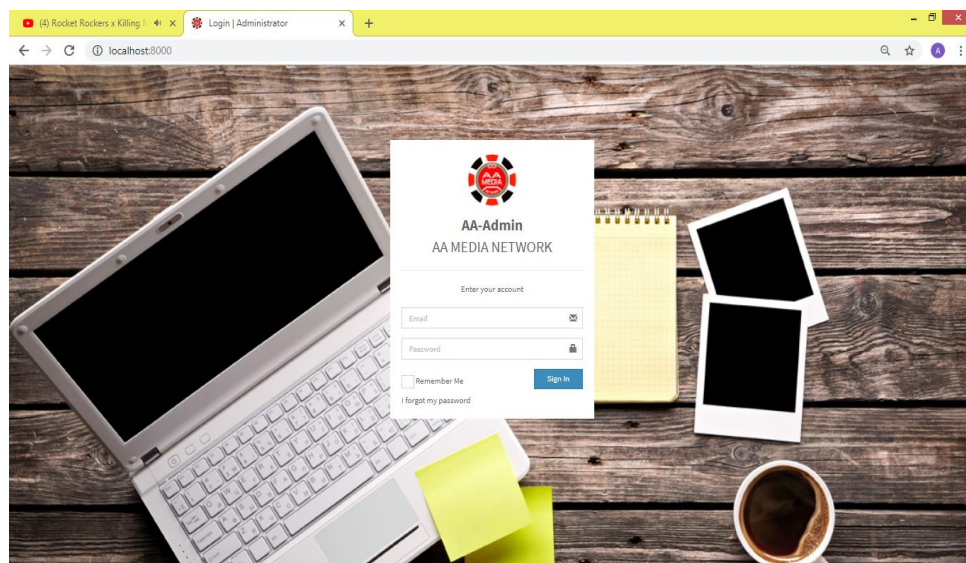 (4) Rocket Rockers x Killing
Login | Administrator
localhost:8000
A
AA
MEDIA
AA-Admin
AA MEDIA NETWORK
Enter your account
Email
Password
Remember Me
Sign In
I forgot my password